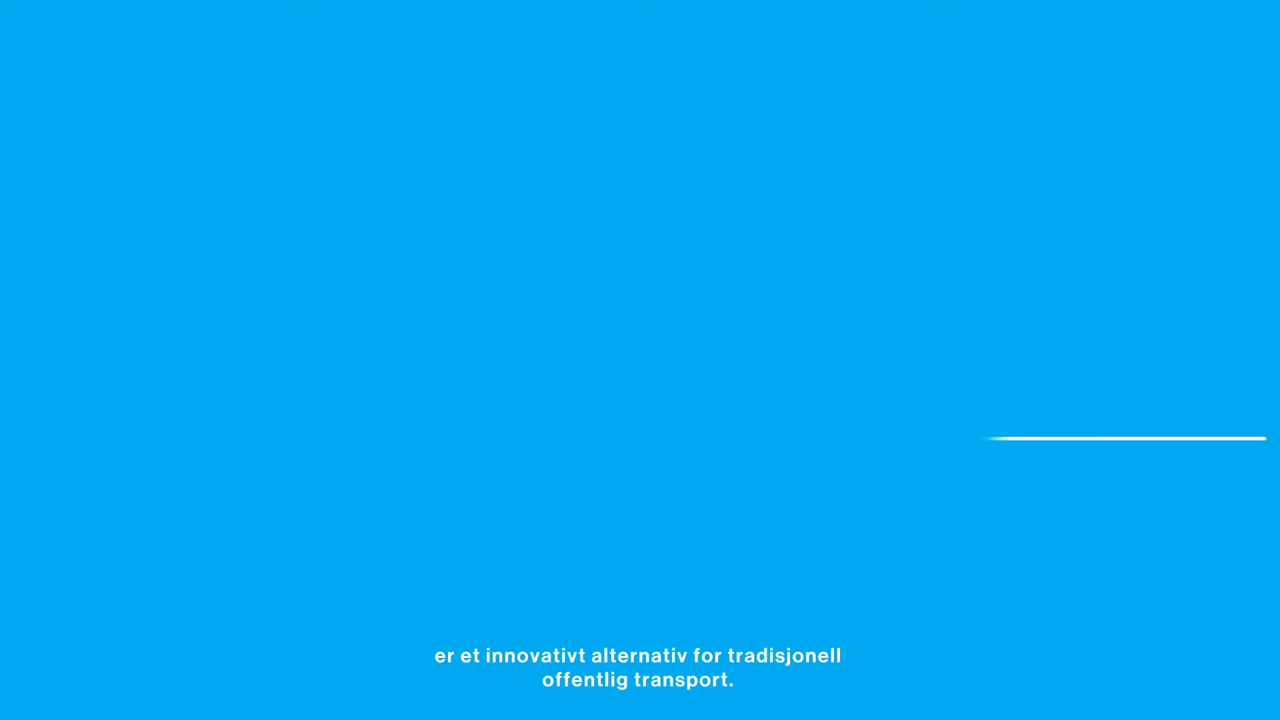 er et innovativt alternativ for tradisjonell
offentlig transport.